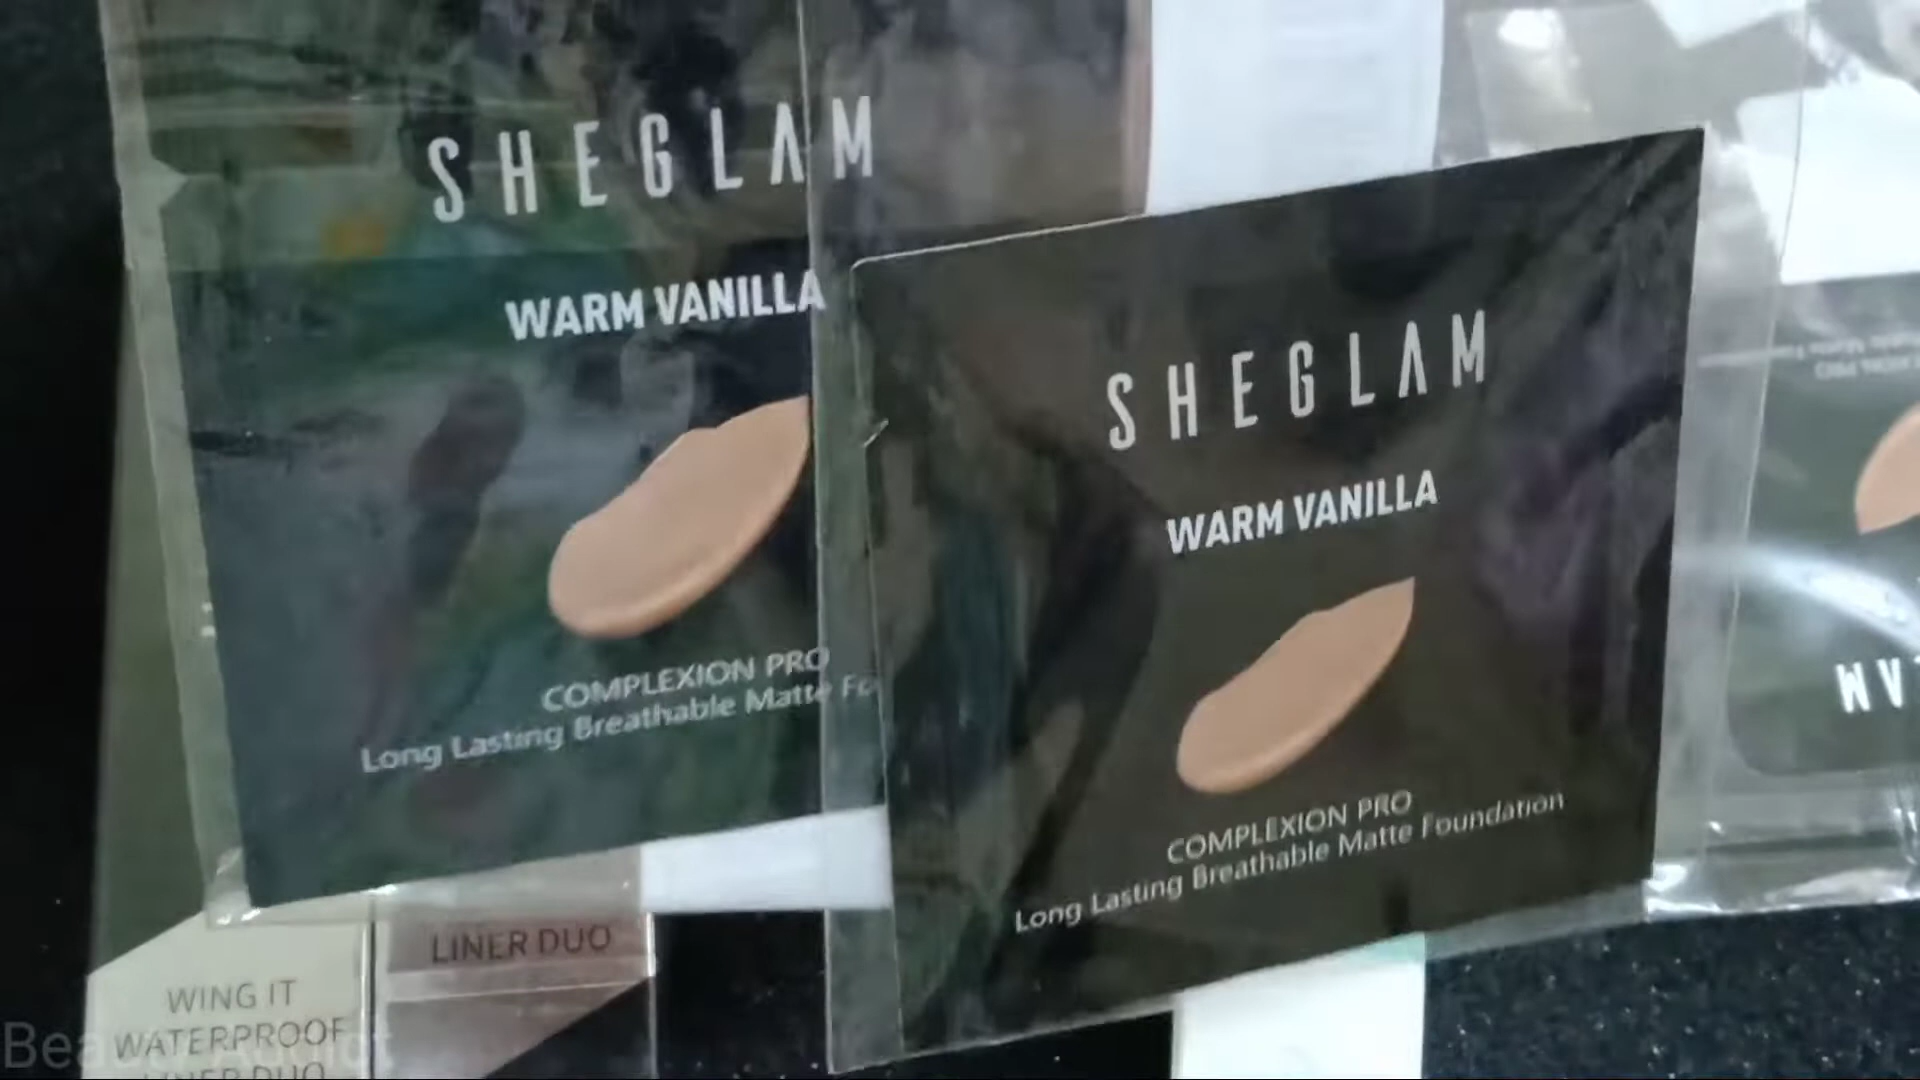 SHEGLAM
WARM VANILLA
COMPLEXION PRO
Long Lasting Breathable Matte
SHEGLAM
WARM VANILLA
COMPLEXION PRO
Long Lasting Breathable Matte Foundation
LINER DUO
WING IT
WATERPROOF
LINER DUO